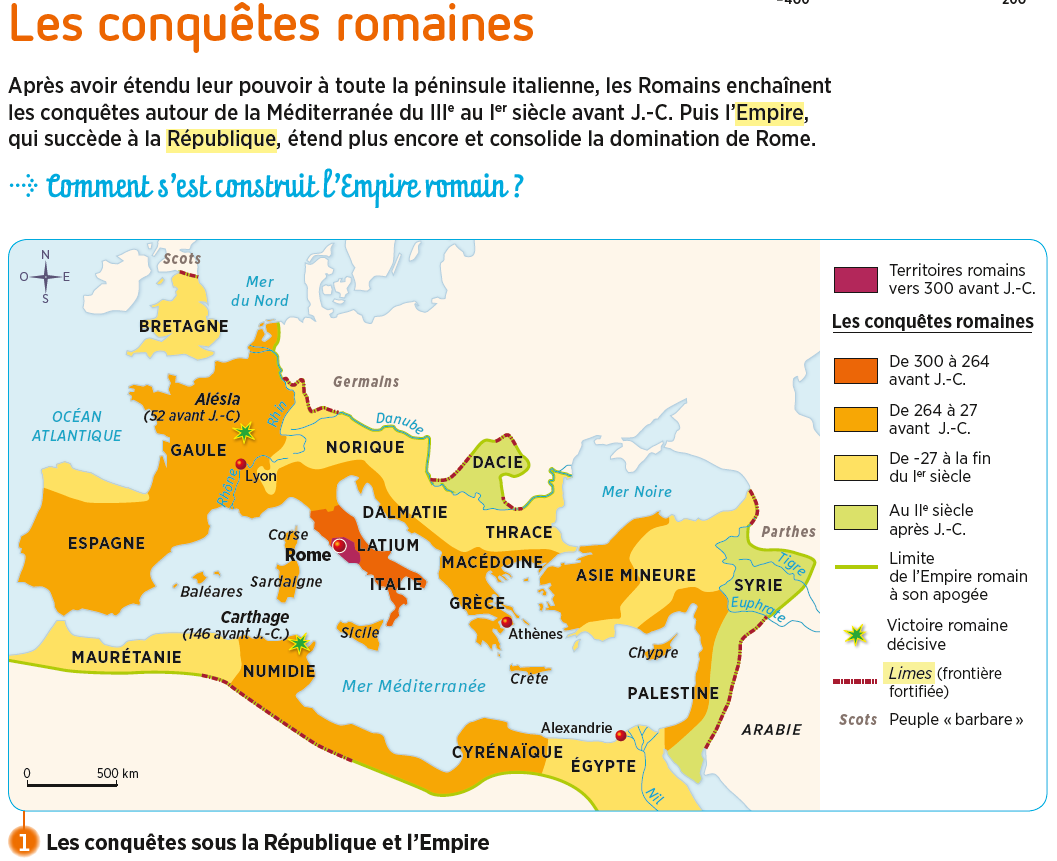 -400 200
Les conquêtes romaines
Après avoir étendu leur pouvoir à toute la péninsule italienne, les Romains enchaînent
les conquêtes autour de la Méditerranée du IIIe au Ier siècle avant J.-C. Puis l'Empire,
qui succède à la République, étend plus encore et consolide la domination de Rome.
Comment s'est construit l'Empire romain ?
N
O E
S
Scots
Mer
du Nord
BRETAGNE
Germains
Alésia
(52 avant J.-C)
OCÉAN
ATLANTIQUE
Rhin
Danube
GAULE
NORIQUE
DACIE
Lyon
Rhône
Mer Noire
DALMATIE
THRACE
Parthes
Corse
ESPAGNE
Rome
LATIUM
MACÉDOINE
Tigre
ITALIE
ASIE MINEURE
SYRIE
Baléares
Sardaigne
GRÈCE
Euphrate
Carthage
(146 avant J.-C.)
Sicile
Athènes
MAURÉTANIE
NUMIDIE
Chypre
Crète
Mer Méditerranée
PALESTINE
Alexandrie
ARABIE
CYRÉNAÏQUE
ÉGYPTE
Nil
0 500 km
Territoires romains
vers 300 avant J.-C.
Les conquêtes romaines
De 300 à 264
avant J.-C.
De 264 à 27
avant J.-C.
De -27 à la fin
du Ier siècle
Au IIe siècle
après J.-C.
Limite
de l'Empire romain
à son apogée
Victoire romaine
décisive
Limes (frontière
fortifiée)
Scots Peuple « barbare »
1 Les conquêtes sous la République et l'Empire